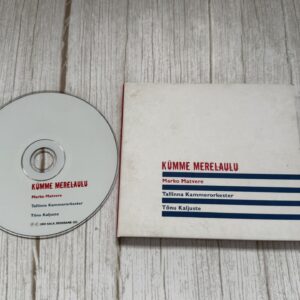 KÜMME MERELAULU
Marko Matvere
Tallinna Kammerorkester
Tõnu Kaljuste
KÜMME MERELAULU
Marko Matvere
Tallinna Kammerorkester
Tõnu Kaljuste